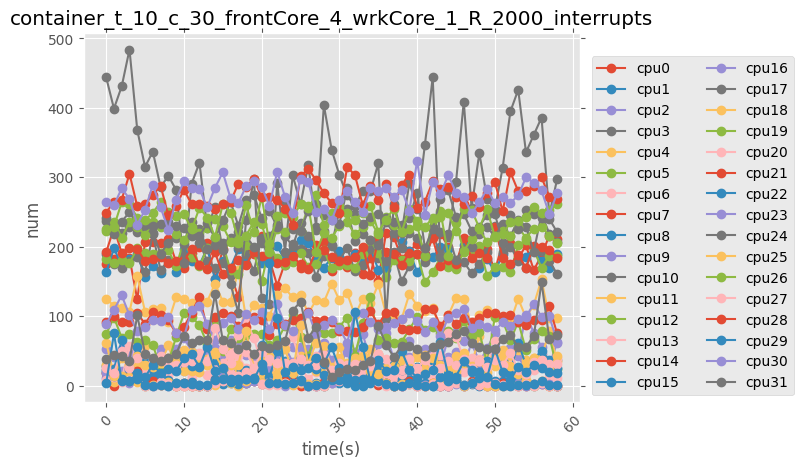 container_t_10_c_30_frontCore_4_wrkCore_1_R_2000_interrupts
500
400
300
200
100
0
num
0
10
20
30
40
50
60
time(s)
cpu0
cpu1
cpu2
cpu3
cpu4
cpu5
cpu6
cpu7
cpu8
cpu9
cpu10
cpu11
cpu12
cpu13
cpu14
cpu15
cpu16
cpu17
cpu18
cpu19
cpu20
cpu21
cpu22
cpu23
cpu24
cpu25
cpu26
cpu27
cpu28
cpu29
cpu30
cpu31